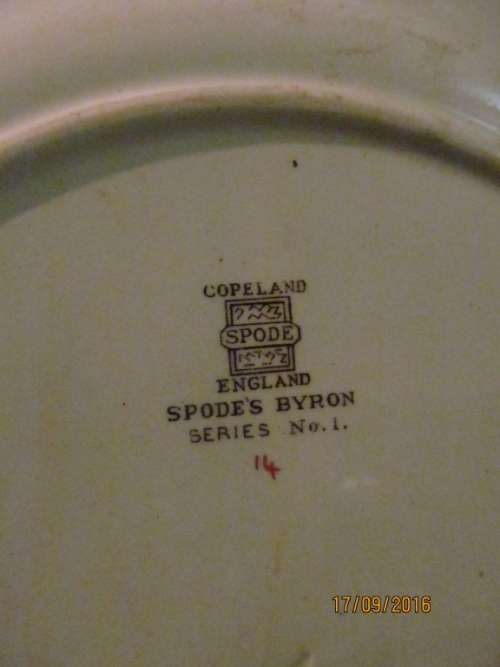 COPELAND
SPODE
ENGLAND
SPODE'S BYRON
SERIES No. 1.
14
17/09/2016